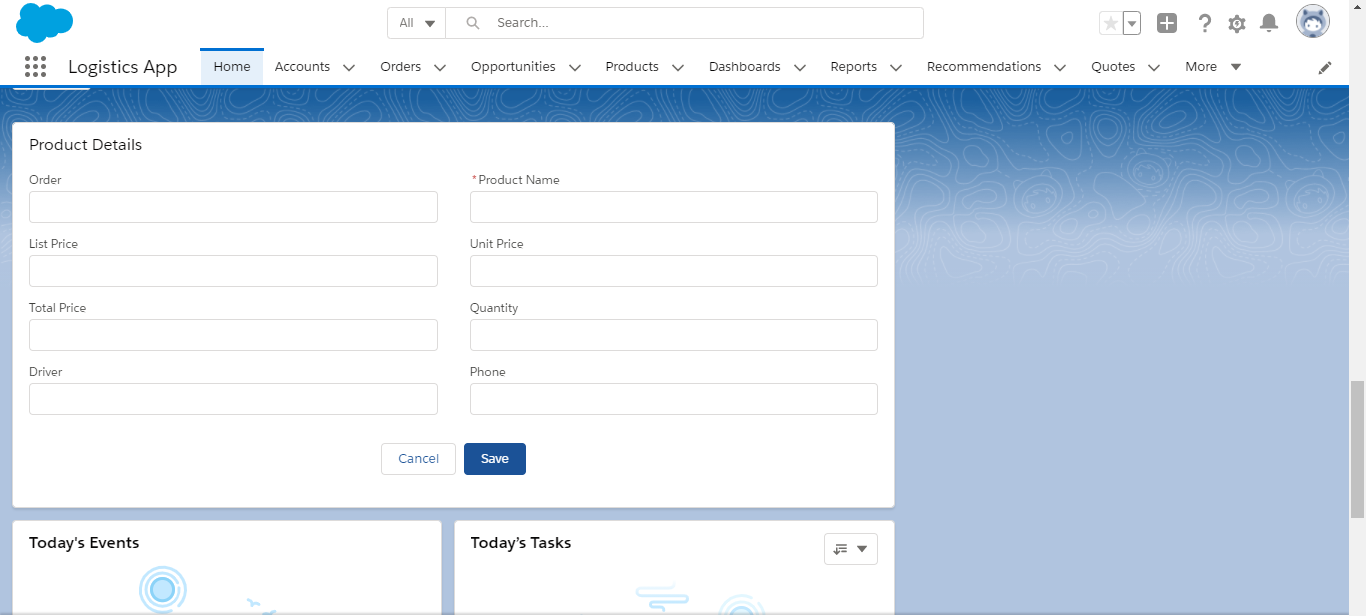 All Search...
Logistics App Home Accounts Orders Opportunities Products Dashboards Reports Recommendations Quotes More
Product Details
Order *Product Name
List Price Unit Price
Total Price Quantity
Driver Phone
Cancel Save
Today's Events Today's Tasks